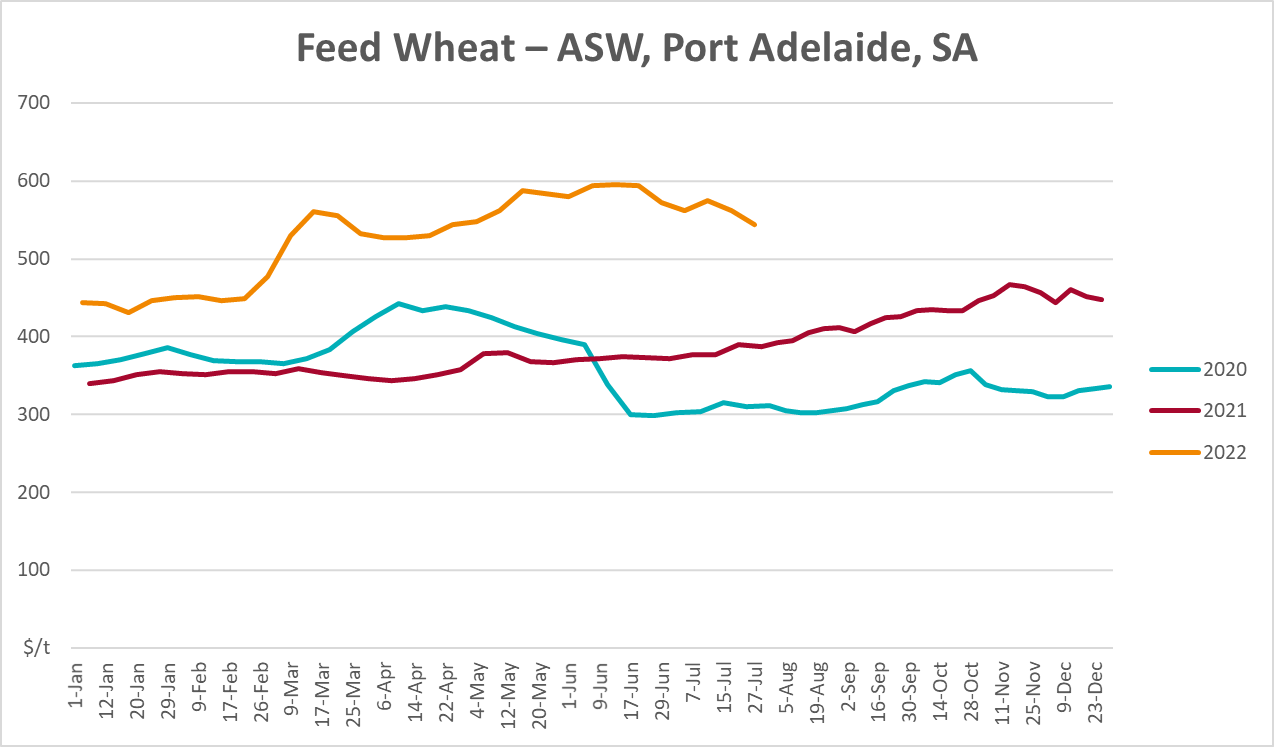 Feed Wheat – ASW, Port Adelaide, SA
700
600
500
400
300
200
100
$/t
1-Jan
12-Jan
20-Jan
29-Jan
9-Feb
17-Feb
26-Feb
9-Mar
17-Mar
25-Mar
6-Apr
14-Apr
22-Apr
4-May
12-May
20-May
1-Jun
9-Jun
17-Jun
29-Jun
7-Jul
15-Jul
27-Jul
5-Aug
19-Aug
2-Sep
16-Sep
30-Sep
14-Oct
28-Oct
11-Nov
25-Nov
9-Dec
23-Dec
2020
2021
2022